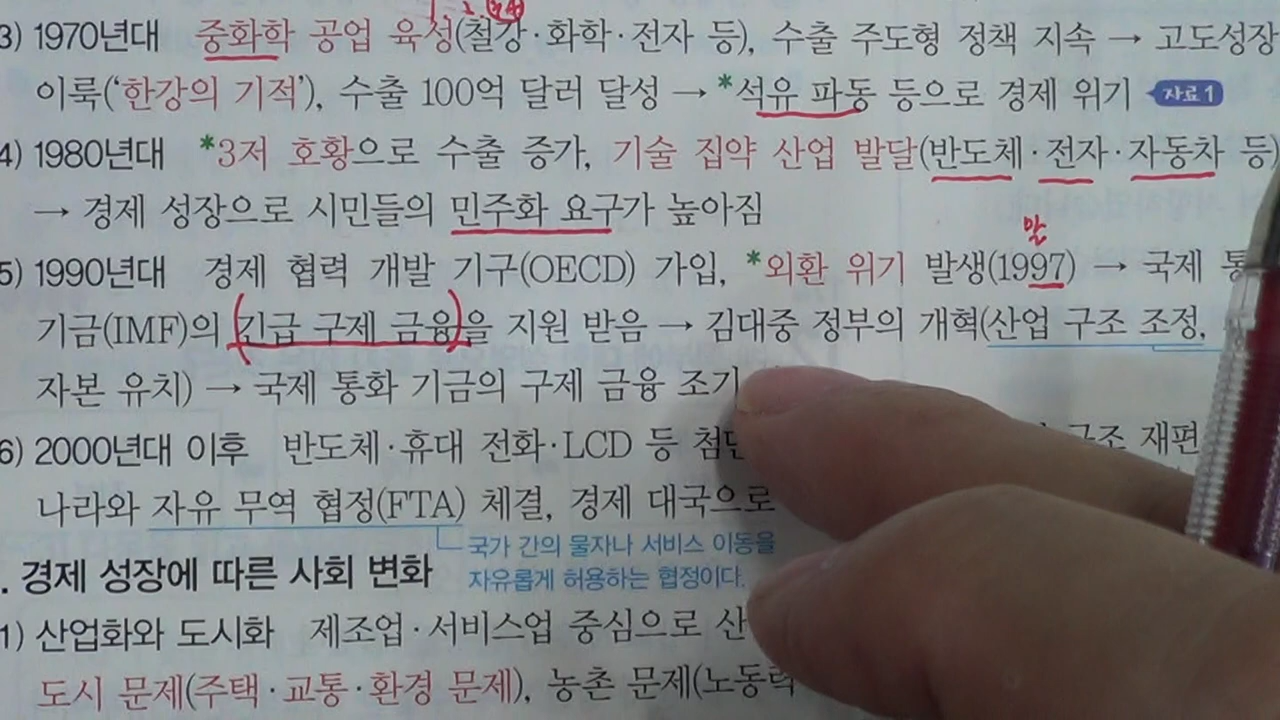 3) 1970년대 중화학 공업 육성(철강·화학·전자 등), 수출 주도형 정책 지속 → 고도성장
이룩('한강의 기적'), 수출 100억 달러 달성 → *석유 파동 등으로 경제 위기 자료1
4) 1980년대 *3저 호황으로 수출 증가, 기술 집약 산업 발달(반도체·전자·자동차 등)
→ 경제 성장으로 시민들의 민주화 요구가 높아짐
말
5) 1990년대 경제 협력 개발 기구(OECD) 가입, *외환 위기 발생(1997) → 국제 통
기금(IMF)의 긴급 구제 금융을 지원 받음 → 김대중 정부의 개혁(산업 구조 조정,
자본 유치) → 국제 통화 기금의 구제 금융 조기
6) 2000년대 이후 반도체·휴대 전화·LCD 등 첨단 구조 재편
나라와 자유 무역 협정(FTA) 체결, 경제 대국으로
국가 간의 물자나 서비스 이동을
자유롭게 허용하는 협정이다.
. 경제 성장에 따른 사회 변화
1) 산업화와 도시화 제조업·서비스업 중심으로 산
도시 문제(주택·교통·환경 문제), 농촌 문제(노동력